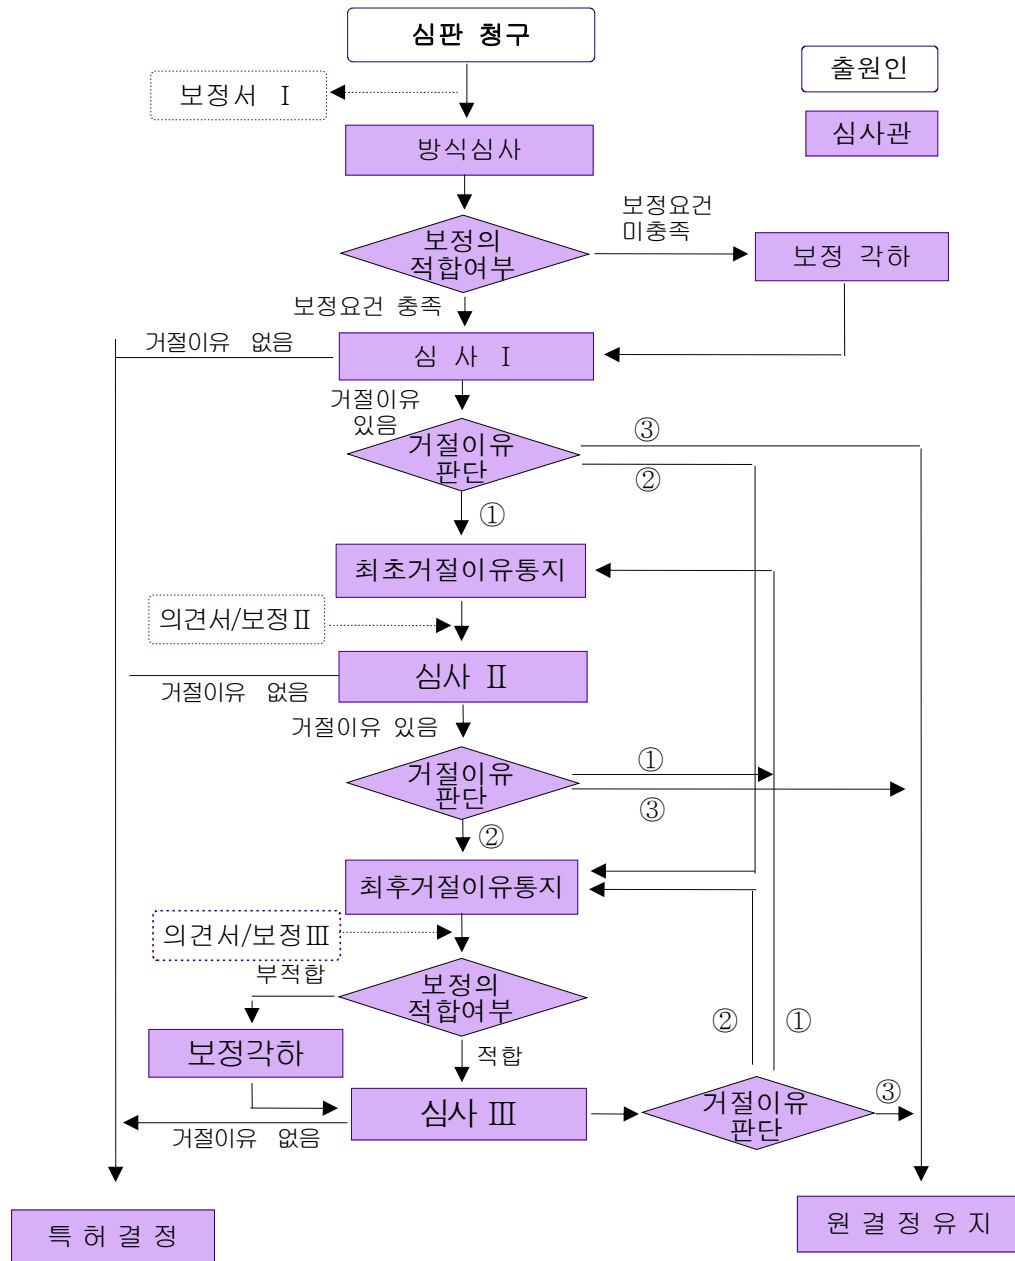 심판 청구
출원인
보정서 Ⅰ
심사관
방식심사
보정요건
미충족
보정의
적합여부
보정 각하
보정요건 충족
거절이유 없음
심 사 Ⅰ
거절이유
있음
거절이유
판단
③
②
①
최초거절이유통지
의견서/보정Ⅱ
심사 Ⅱ
거절이유 없음
거절이유 있음
거절이유
판단
①
③
②
최후거절이유통지
의견서/보정Ⅲ
부적합
보정의
적합여부
②
①
보정각하
적합
심사 Ⅲ
거절이유
판단
③
거절이유 없음
특 허 결 정
원 결 정 유 지